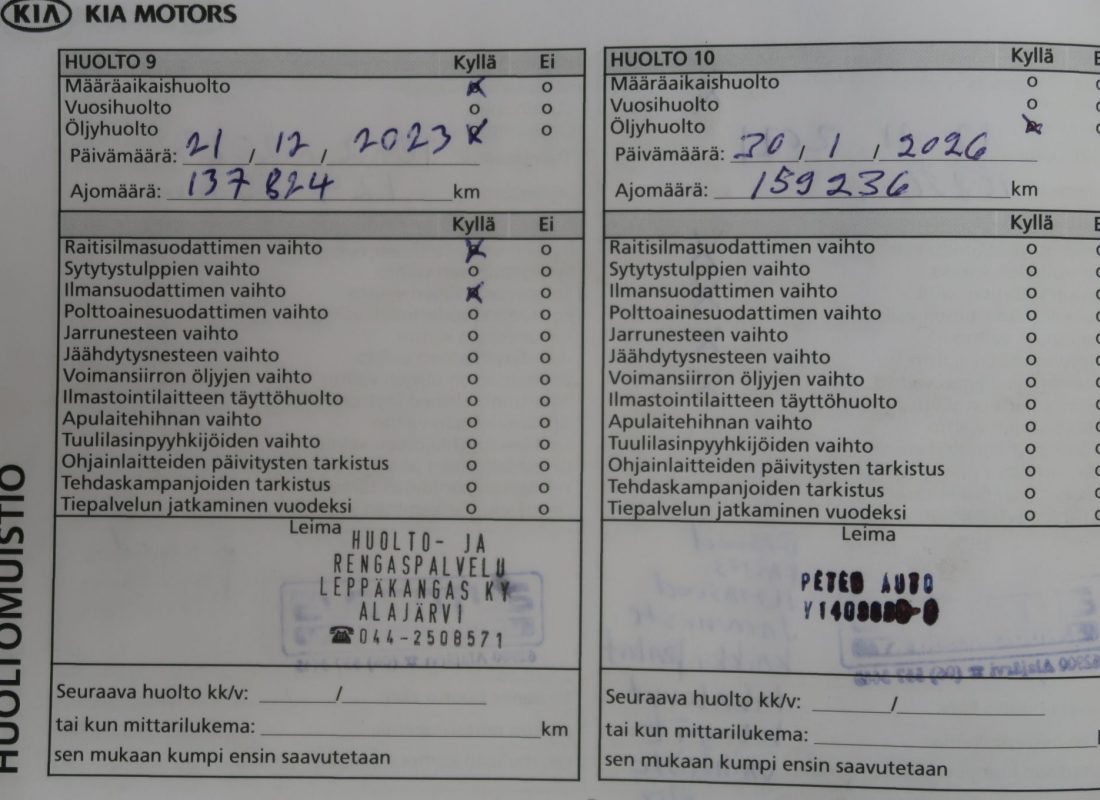 KIA KIA MOTORS
HUOLTO 9 Kyllä Ei
Määräaikaishuolto o o
Vuosihuolto o o
Öljyhuolto o o
Päivämäärä: 21 / 12 / 2023
Ajomäärä: 137 824 km
Kyllä Ei
Raitisilmasuodattimen vaihto o o
Sytytystulppien vaihto o o
Ilmansuodattimen vaihto o o
Polttoainesuodattimen vaihto o o
Jarrunesteen vaihto o o
Jäähdytysnesteen vaihto o o
Voimansiirron öljyjen vaihto o o
Ilmastointilaitteen täyttöhuolto o o
Apulaitehihnan vaihto o o
Tuulilasinpyyhkijöiden vaihto o o
Ohjainlaitteiden päivitysten tarkistus o o
Tehdaskampanjoiden tarkistus o o
Tiepalvelun jatkaminen vuodeksi o o
Leima
HUOLTO- JA
RENGASPALVELU
LEPPÄKANGAS KY
ALAJÄRVI
☎044-2508571
Seuraava huolto kk/v: /
tai kun mittarilukema: km
sen mukaan kumpi ensin saavutetaan
HUOLTO 10 Kyllä
Määräaikaishuolto o
Vuosihuolto o
Öljyhuolto o
Päivämäärä: 30 / 1 / 2026
Ajomäärä: 159236 km
Kyllä
Raitisilmasuodattimen vaihto o
Sytytystulppien vaihto o
Ilmansuodattimen vaihto o
Polttoainesuodattimen vaihto o
Jarrunesteen vaihto o
Jäähdytysnesteen vaihto o
Voimansiirron öljyjen vaihto o
Ilmastointilaitteen täyttöhuolto o
Apulaitehihnan vaihto o
Tuulilasinpyyhkijöiden vaihto o
Ohjainlaitteiden päivitysten tarkistus o
Tehdaskampanjoiden tarkistus o
Tiepalvelun jatkaminen vuodeksi o
Leima
AUTO
Seuraava huolto kk/v: /
tai kun mittarilukema:
sen mukaan kumpi ensin saavutetaan
HUOLTOMUISTIO